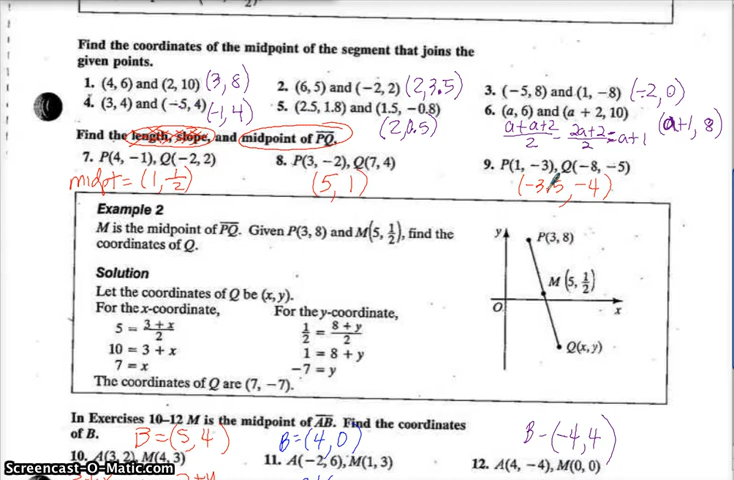 Find the coordinates of the midpoint of the segment that joins the
given points.
1. (4, 6) and (2, 10) (3, 8) 2. (6, 5) and (−2, 2) (2, 3.5) 3. (−5, 8) and (1, −8) (−2, 0)
4. (3, 4) and (−5, 4) (-1, 4) 5. (2.5, 1.8) and (1.5, −0.8) (2, 0.5) 6. (a, 6) and (a + 2, 10) (a+1, 8)
a+a+2/2 = 2a+2/2 = a+1
Find the length, slope, and midpoint of PQ.
7. P(4, −1), Q(−2, 2) 8. P(3, −2), Q(7, 4) 9. P(1, −3), Q(−8, −5)
midpt = (1, 1/2) (5, 1) (-3.5, -4)
Example 2
M is the midpoint of PQ. Given P(3, 8) and M(5, 1/2), find the
coordinates of Q.
Solution
Let the coordinates of Q be (x, y).
For the x-coordinate, For the y-coordinate,
5 = 3 + x/2 1/2 = 8 + y/2
10 = 3 + x 1 = 8 + y
7 = x −7 = y
The coordinates of Q are (7, −7).
y P(3, 8)
M (5, 1/2)
O x
Q(x, y)
In Exercises 10–12 M is the midpoint of AB. Find the coordinates
of B. B = (5, 4) B = (4, 0) B = (-4, 4)
10. A(3, 2), M(4, 3) 11. A(−2, 6), M(1, 3) 12. A(4, −4), M(0, 0)
Screencast-O-Matic.com